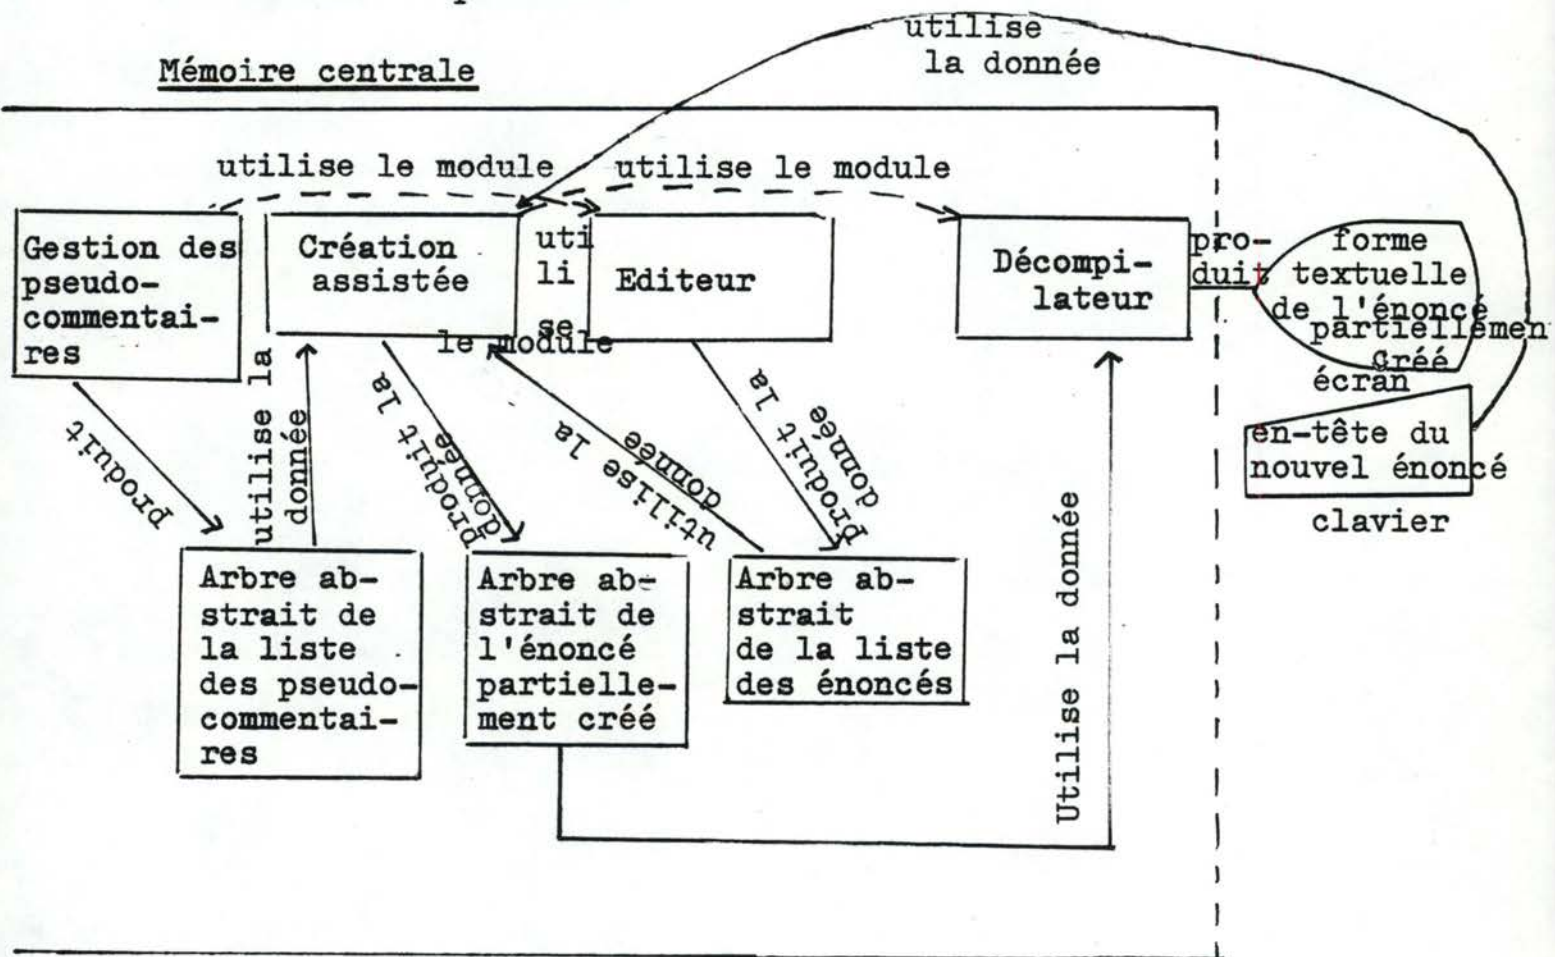 utilise
la donnée
Mémoire centrale
utilise le module
utilise le module
Gestion des
pseudo-
commentai-
res
Création
assistée
uti
li
se
le module
Editeur
Décompi-
lateur
pro-
duit
forme
textuelle
de l'énoncé
partiellemen
créé
écran
en-tête du
nouvel énoncé
clavier
produit
utilise la
donnée
produit la
donnée
utilise la
donnée
produit la
donnée
Utilise la donnée
Arbre ab-
strait de
la liste
des pseudo-
commentai-
res
Arbre ab-
strait de
l'énoncé
partielle-
ment créé
Arbre ab-
strait
de la liste
des énoncés